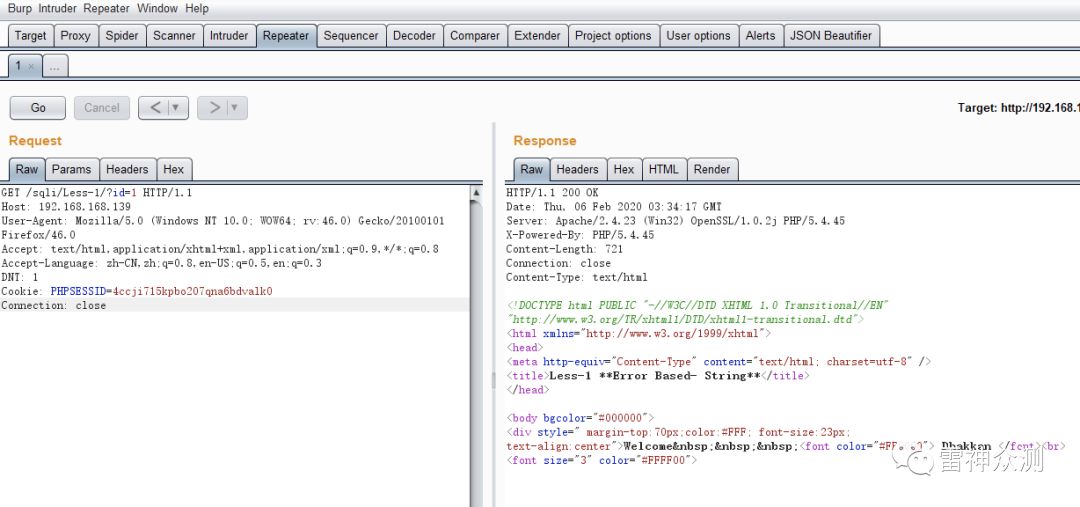 Burp Intruder Repeater Window Help
Target Proxy Spider Scanner Intruder Repeater Sequencer Decoder Comparer Extender Project options User options Alerts JSON Beautifier
1 × ...
Go Cancel < ▼ > ▼ Target: http://192.168.1
Request
Raw Params Headers Hex
GET /sqli/Less-1/?id=1 HTTP/1.1
Host: 192.168.168.139
User-Agent: Mozilla/5.0 (Windows NT 10.0; WOW64; rv:46.0) Gecko/20100101
Firefox/46.0
Accept: text/html,application/xhtml+xml,application/xml;q=0.9,*/*;q=0.8
Accept-Language: zh-CN,zh;q=0.8,en-US;q=0.5,en;q=0.3
DNT: 1
Cookie: PHPSESSID=4ccji715kpbo207qna6bdvalk0
Connection: close
Response
Raw Headers Hex HTML Render
HTTP/1.1 200 OK
Date: Thu, 06 Feb 2020 03:34:17 GMT
Server: Apache/2.4.23 (Win32) OpenSSL/1.0.2j PHP/5.4.45
X-Powered-By: PHP/5.4.45
Content-Length: 721
Connection: close
Content-Type: text/html
<!DOCTYPE html PUBLIC "-//W3C//DTD XHTML 1.0 Transitional//EN"
"http://www.w3.org/TR/xhtml1/DTD/xhtml1-transitional.dtd">
<html xmlns="http://www.w3.org/1999/xhtml">
<head>
<meta http-equiv="Content-Type" content="text/html; charset=utf-8" />
<title>Less-1 **Error Based- String**</title>
</head>
<body bgcolor="#000000">
<div style=" margin-top:70px;color:#FFF; font-size:23px;
text-align:center">Welcome&nbsp;&nbsp;&nbsp;<font Dhakkan </font><br>
<font size="3" color="#FFFF00">
雷神众测